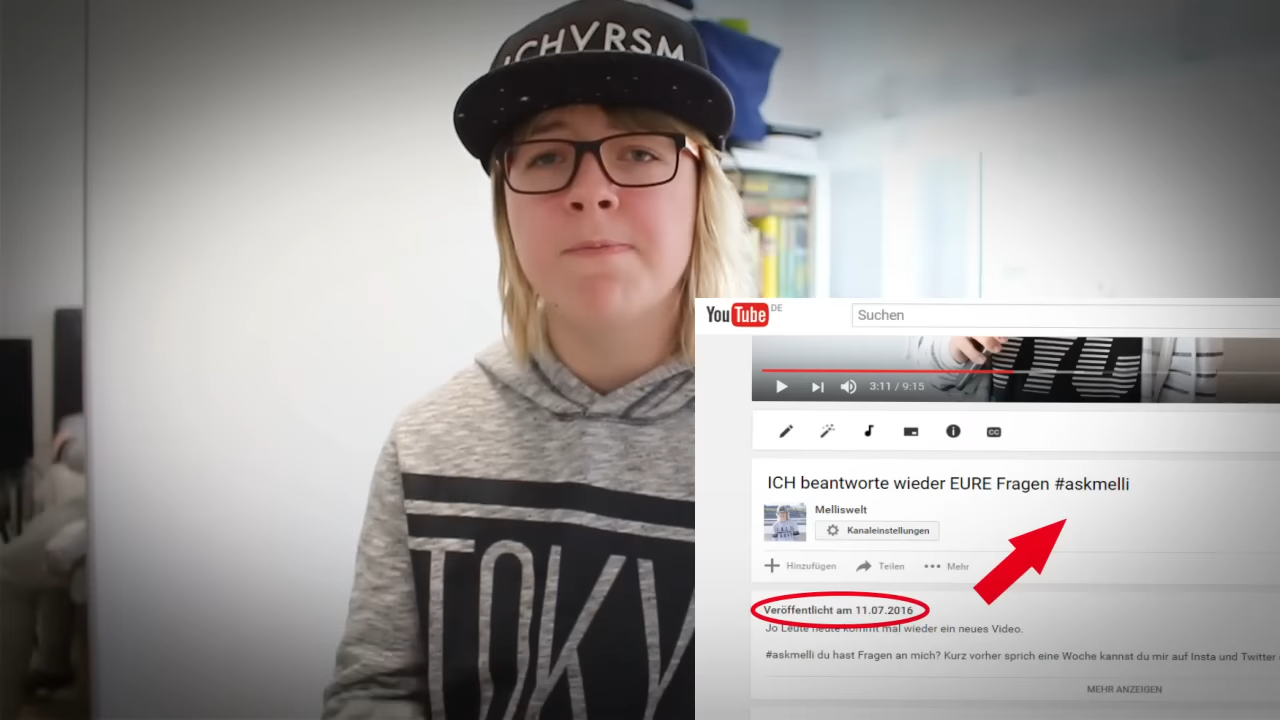 ICHVRSM
TOKY
YouTube DE
Suchen
3:11 / 9:15
CC
ICH beantworte wieder EURE Fragen #askmelli
Melliswelt
Kanaleinstellungen
Hinzufügen Teilen Mehr
Veröffentlicht am 11.07.2016
Jo Leute heute kommt mal wieder ein neues Video.
#askmelli du hast Fragen an mich? Kurz vorher sprich eine Woche kannst du mir auf Insta und Twitter
MEHR ANZEIGEN